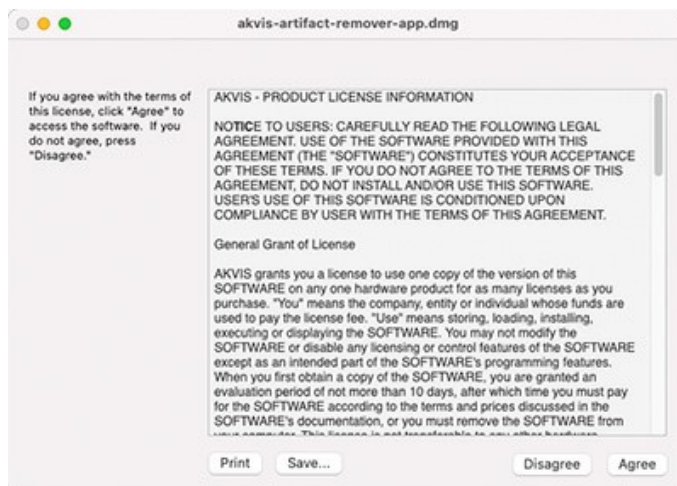 akvis-artifact-remover-app.dmg
If you agree with the terms of
this license, click "Agree" to
access the software. If you
do not agree, press
"Disagree."
AKVIS - PRODUCT LICENSE INFORMATION
NOTICE TO USERS: CAREFULLY READ THE FOLLOWING LEGAL
AGREEMENT. USE OF THE SOFTWARE PROVIDED WITH THIS
AGREEMENT (THE "SOFTWARE") CONSTITUTES YOUR ACCEPTANCE
OF THESE TERMS. IF YOU DO NOT AGREE TO THE TERMS OF THIS
AGREEMENT, DO NOT INSTALL AND/OR USE THIS SOFTWARE.
USER'S USE OF THIS SOFTWARE IS CONDITIONED UPON
COMPLIANCE BY USER WITH THE TERMS OF THIS AGREEMENT.
General Grant of License
AKVIS grants you a license to use one copy of the version of this
SOFTWARE on any one hardware product for as many licenses as you
purchase. "You" means the company, entity or individual whose funds are
used to pay the license fee. "Use" means storing, loading, installing,
executing or displaying the SOFTWARE. You may not modify the
SOFTWARE or disable any licensing or control features of the SOFTWARE
except as an intended part of the SOFTWARE's programming features.
When you first obtain a copy of the SOFTWARE, you are granted an
evaluation period of not more than 10 days, after which time you must pay
for the SOFTWARE according to the terms and prices discussed in the
SOFTWARE's documentation, or you must remove the SOFTWARE from
your computer. This license is not transferable to any other hardware
Print
Save...
Disagree
Agree